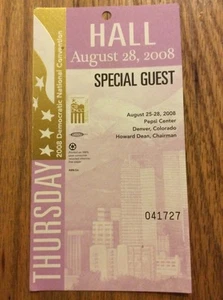 HALL
August 28, 2008
SPECIAL GUEST
August 25-28, 2008
Pepsi Center
Denver, Colorado
Howard Dean, Chairman
041727
THURSDAY
2008 Democratic National Convention